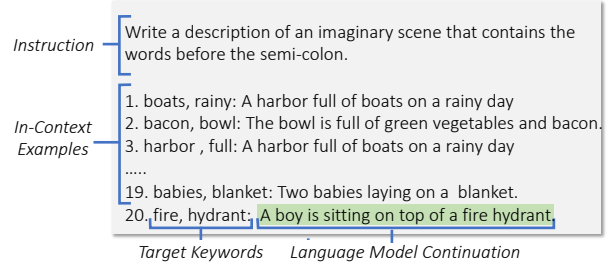 Instruction
Write a description of an imaginary scene that contains the
words before the semi-colon.
In-Context
Examples
1. boats, rainy: A harbor full of boats on a rainy day
2. bacon, bowl: The bowl is full of green vegetables and bacon.
3. harbor , full: A harbor full of boats on a rainy day
.....
19. babies, blanket: Two babies laying on a blanket.
20. fire, hydrant: A boy is sitting on top of a fire hydrant.
Target Keywords
Language Model Continuation